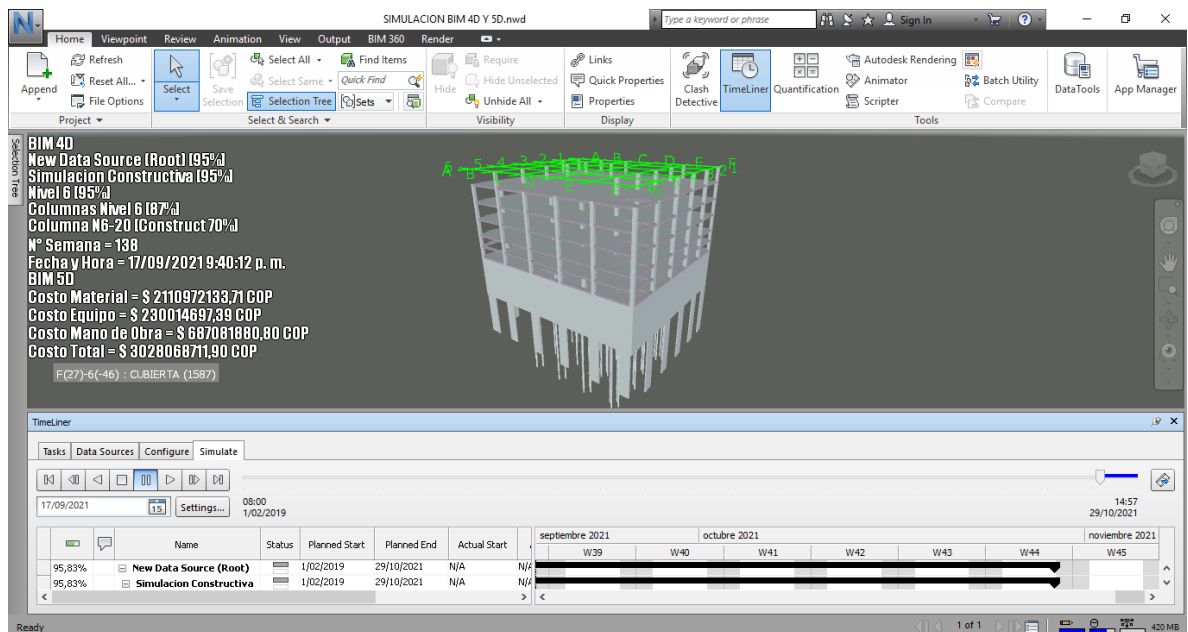 SIMULACION BIM 4D Y 5D.nwd
Type a keyword or phrase
Sign In
Home Viewpoint Review Animation View Output BIM 360 Render
Append
Refresh
Reset All...
File Options
Project
Select
Save Selection
Select All
Select Same
Selection Tree
Find Items
Quick Find
Sets
Select & Search
Hide
Require
Hide Unselected
Unhide All
Visibility
Links
Quick Properties
Properties
Display
Clash Detective
TimeLiner
Quantification
Autodesk Rendering
Animator
Scripter
Batch Utility
Compare
Tools
DataTools
App Manager
Selection Tree
BIM 4D
New Data Source (Root) [95%]
Simulacion Constructiva [95%]
Nivel 6 [95%]
Columnas Nivel 6 [87%]
Columna N6-20 [Construct 70%]
N° Semana = 138
Fecha y Hora = 17/09/2021 9:40:12 p. m.
BIM 5D
Costo Material = $ 2110972133,71 COP
Costo Equipo = $ 230014697,39 COP
Costo Mano de Obra = $ 687081880,80 COP
Costo Total = $ 3028068711,90 COP
F(27)-6(-46) : CUBIERTA (1587)
TimeLiner
Tasks Data Sources Configure Simulate
17/09/2021
15
Settings...
08:00
1/02/2019
14:57
29/10/2021
Name Status Planned Start Planned End Actual Start
septiembre 2021 octubre 2021 noviembre 2021
W39 W40 W41 W42 W43 W44 W45
95,83% New Data Source (Root) 1/02/2019 29/10/2021 N/A N/A
95,83% Simulacion Constructiva 1/02/2019 29/10/2021 N/A N/A
Ready
1 of 1
420 MB